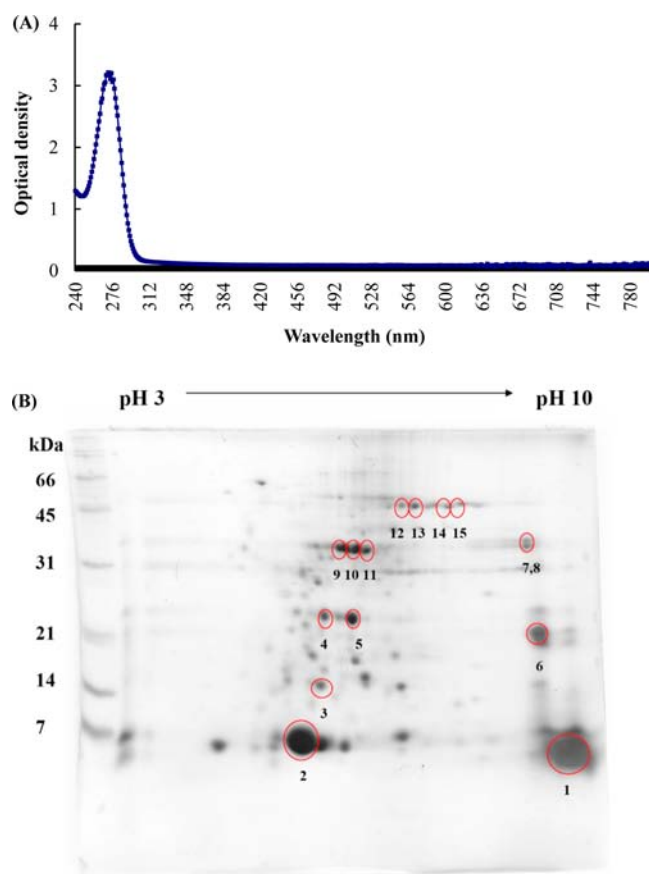 (A)
4
3
2
1
0
Optical density
240 276 312 348 384 420 456 492 528 564 600 636 672 708 744 780
Wavelength (nm)
(B)
pH 3 pH 10
kDa
66
45
12 13 14 15
31
9 10 11 7,8
21
4 5 6
14
3
7
2 1